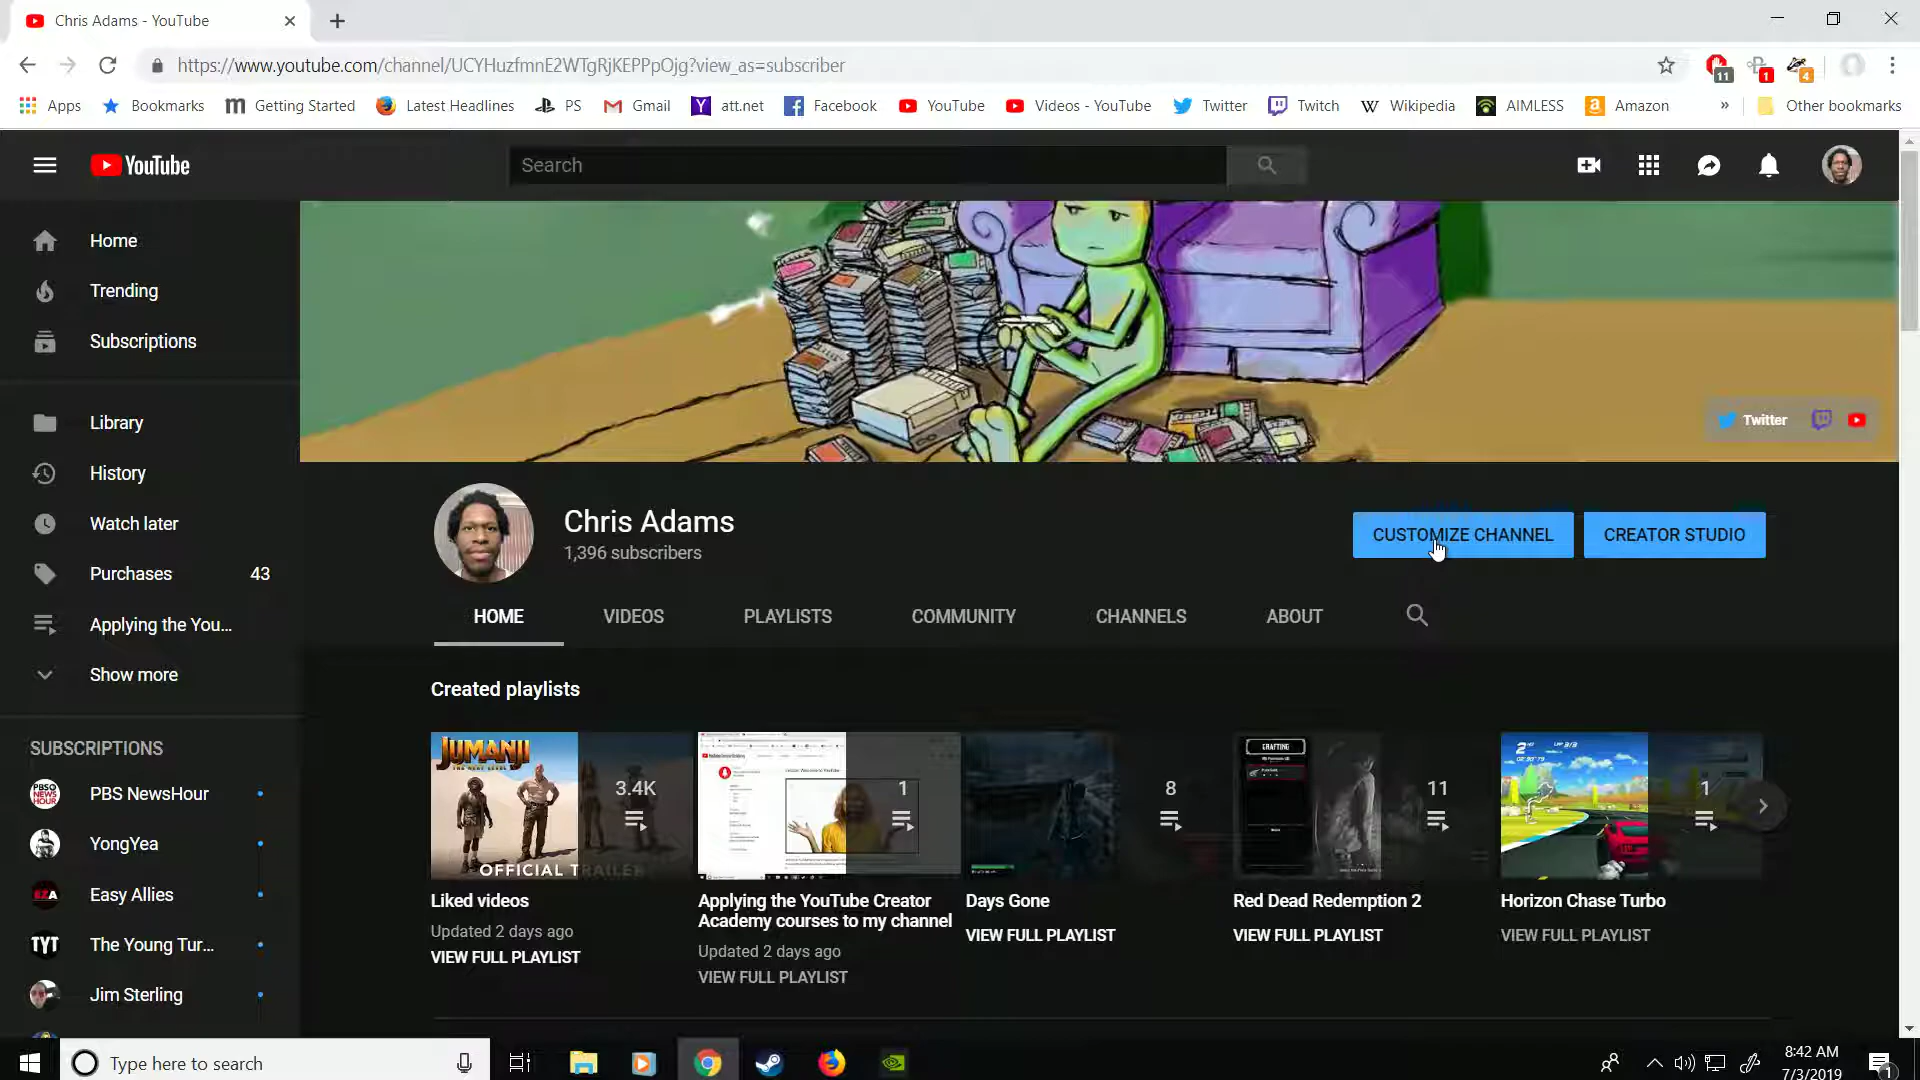 Chris Adams - YouTube
https://www.youtube.com/channel/UCYHuzfmnE2WTgRjKEPPpOjg?view_as=subscriber
11
1
4
Apps
Bookmarks
Getting Started
Latest Headlines
PS
Gmail
att.net
Facebook
YouTube
Videos - YouTube
Twitter
Twitch
Wikipedia
AIMLESS
Amazon
»
Other bookmarks
YouTube
Search
Home
Trending
Subscriptions
Library
History
Watch later
Purchases 43
Applying the You...
Show more
SUBSCRIPTIONS
PBS NewsHour
YongYea
Easy Allies
The Young Tur...
Jim Sterling
Twitter
Chris Adams
1,396 subscribers
CUSTOMIZE CHANNEL
CREATOR STUDIO
HOME
VIDEOS
PLAYLISTS
COMMUNITY
CHANNELS
ABOUT
Created playlists
JUMANJI
OFFICIAL TRAILER
3.4K
1
8
CRAFTING
11
1
Liked videos
Updated 2 days ago
VIEW FULL PLAYLIST
Applying the YouTube Creator
Academy courses to my channel
Updated 2 days ago
VIEW FULL PLAYLIST
Days Gone
VIEW FULL PLAYLIST
Red Dead Redemption 2
VIEW FULL PLAYLIST
Horizon Chase Turbo
VIEW FULL PLAYLIST
Type here to search
8:42 AM
7/3/2019
1